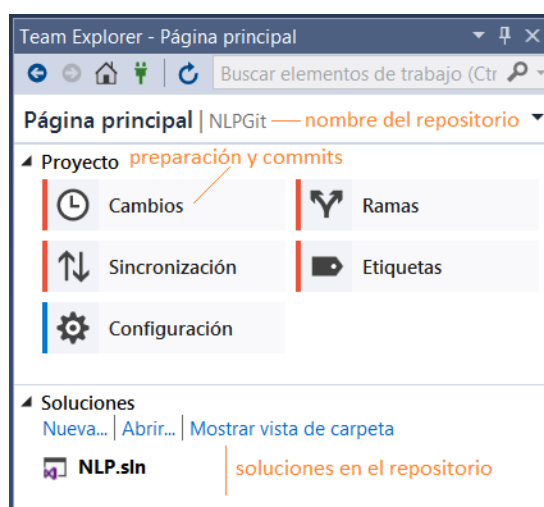 Team Explorer - Página principal
Buscar elementos de trabajo (Ctr
Página principal | NLPGit nombre del repositorio
Proyecto preparación y commits
Cambios Ramas
Sincronización Etiquetas
Configuración
Soluciones
Nueva... | Abrir... | Mostrar vista de carpeta
NLP.sln soluciones en el repositorio